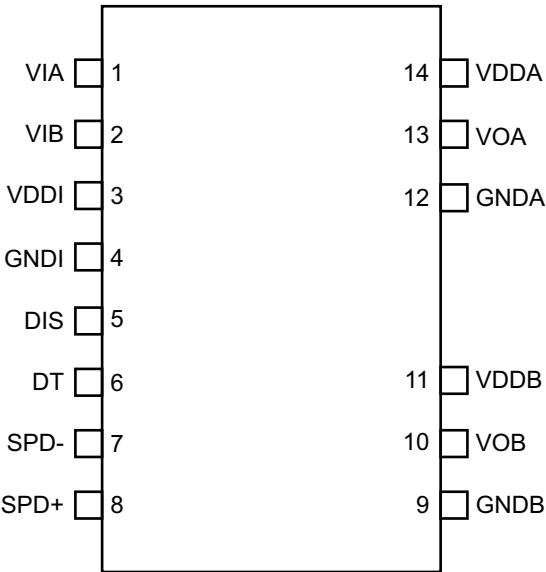 VIA 1 14 VDDA
VIB 2 13 VOA
VDDI 3 12 GNDA
GNDI 4
DIS 5
DT 6 11 VDDB
SPD- 7 10 VOB
SPD+ 8 9 GNDB